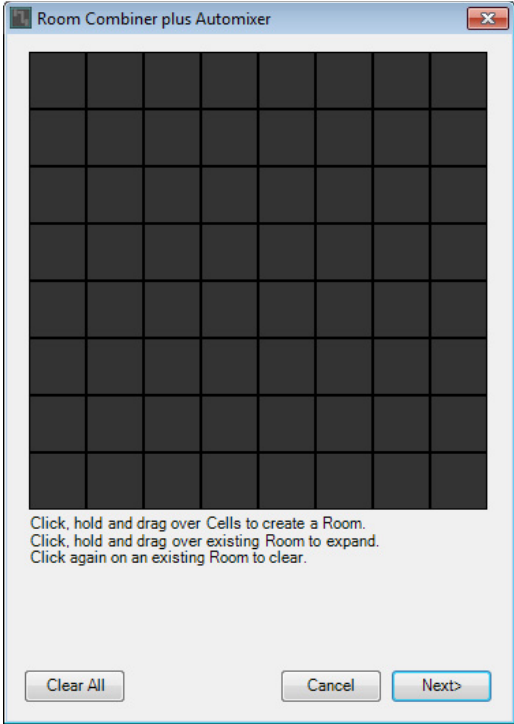 Room Combiner plus Automixer
Click, hold and drag over Cells to create a Room.
Click, hold and drag over existing Room to expand.
Click again on an existing Room to clear.
Clear All
Cancel
Next>